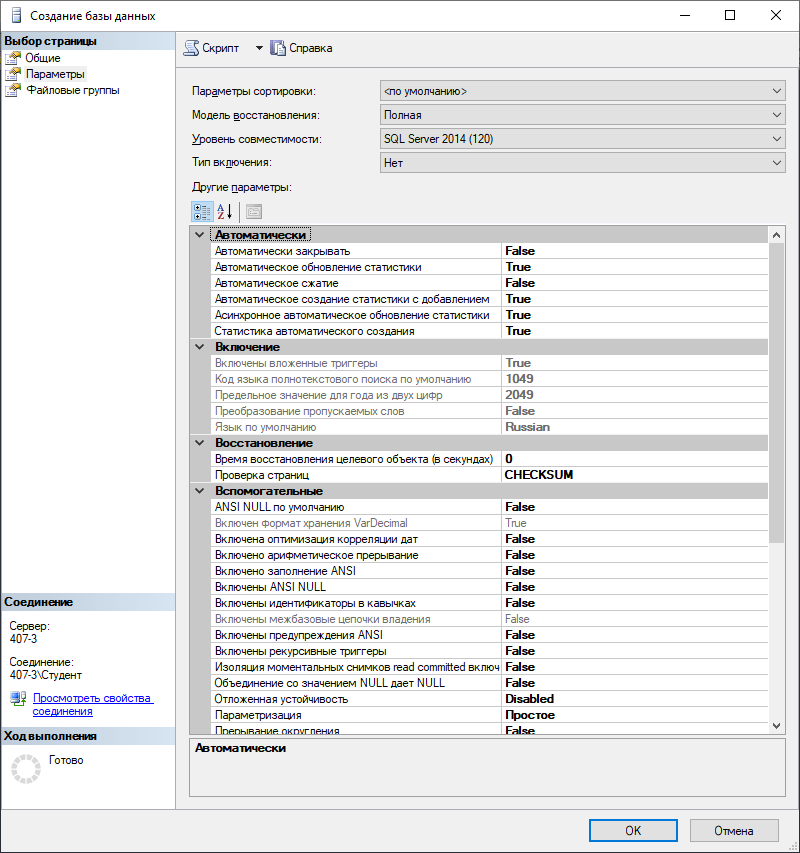 Создание базы данных
Выбор страницы
Общие
Параметры
Файловые группы
Скрипт
Справка
Параметры сортировки: <по умолчанию>
Модель восстановления: Полная
Уровень совместимости: SQL Server 2014 (120)
Тип включения: Нет
Другие параметры:
Автоматически
Автоматически закрывать False
Автоматическое обновление статистики True
Автоматическое сжатие False
Автоматическое создание статистики с добавлением True
Асинхронное автоматическое обновление статистики True
Статистика автоматического создания True
Включение
Включены вложенные триггеры True
Код языка полнотекстового поиска по умолчанию 1049
Предельное значение для года из двух цифр 2049
Преобразование пропускаемых слов False
Язык по умолчанию Russian
Восстановление
Время восстановления целевого объекта (в секундах) 0
Проверка страниц CHECKSUM
Вспомогательные
ANSI NULL по умолчанию False
Включен формат хранения VarDecimal True
Включена оптимизация корреляции дат False
Включено арифметическое прерывание False
Включено заполнение ANSI False
Включены ANSI NULL False
Включены идентификаторы в кавычках False
Включены межбазовые цепочки владения False
Включены предупреждения ANSI False
Включены рекурсивные триггеры False
Изоляция моментальных снимков read committed включ False
Объединение со значением NULL дает NULL False
Отложенная устойчивость Disabled
Параметризация Простое
Прерывание округления False
Автоматически
Соединение
Сервер:
407-3
Соединение:
407-3\Студент
Просмотреть свойства
соединения
Ход выполнения
Готово
OK
Отмена